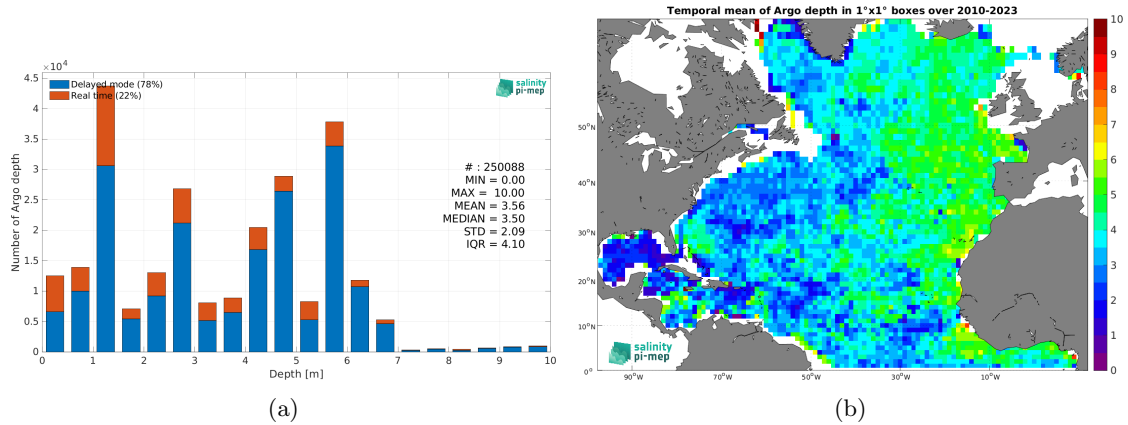 ×10⁴
4.5
4
3.5
3
2.5
2
1.5
1
0.5
0
Number of Argo depth
Delayed mode (78%)
Real time (22%)
salinity
pi-mep
# : 250088
MIN = 0.00
MAX = 10.00
MEAN = 3.56
MEDIAN = 3.50
STD = 2.09
IQR = 4.10
0 1 2 3 4 5 6 7 8 9 10
Depth [m]
(a)
Temporal mean of Argo depth in 1°x1° boxes over 2010-2023
50°N
40°N
30°N
20°N
10°N
0°
90°W 70°W 50°W 30°W 10°W
salinity
pi-mep
10
9
8
7
6
5
4
3
2
1
0
(b)